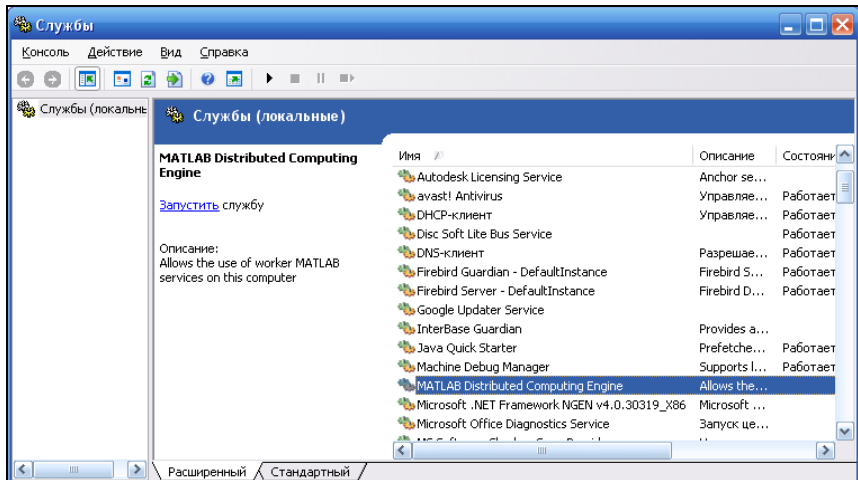 Службы
Консоль Действие Вид Справка
Службы (локальн
Службы (локальные)
MATLAB Distributed Computing
Engine
Запустить службу
Описание:
Allows the use of worker MATLAB
services on this computer
Имя Описание Состояни
Autodesk Licensing Service Anchor se...
avast! Antivirus Управляе... Работает
DHCP-клиент Управляе... Работает
Disc Soft Lite Bus Service Работает
DNS-клиент Разрешае... Работает
Firebird Guardian - DefaultInstance Firebird S... Работает
Firebird Server - DefaultInstance Firebird D... Работает
Google Updater Service
InterBase Guardian Provides a...
Java Quick Starter Prefetche... Работает
Machine Debug Manager Supports l... Работает
MATLAB Distributed Computing Engine Allows the...
Microsoft .NET Framework NGEN v4.0.30319_X86 Microsoft ...
Microsoft Office Diagnostics Service Запуск це...
Расширенный Стандартный